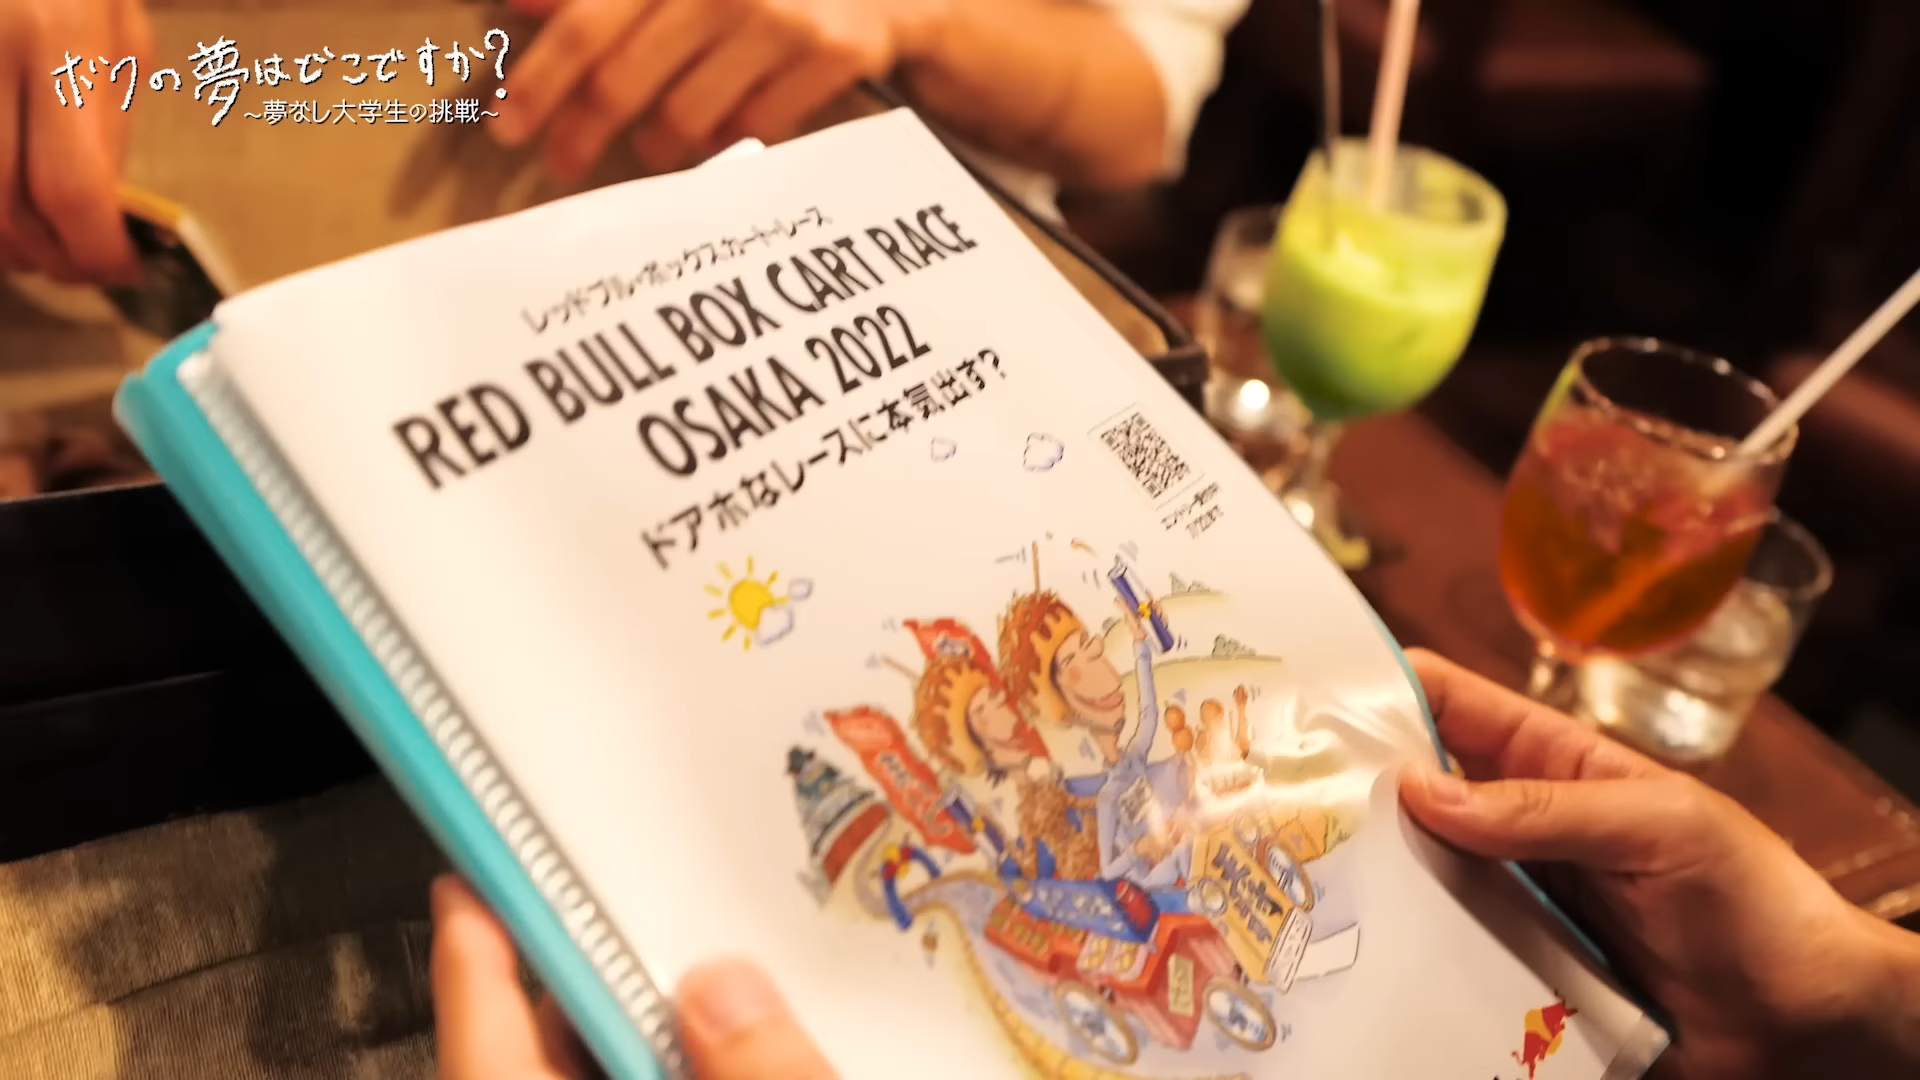 ボクの夢はどこですか?
~夢なし大学生の挑戦~
レッドブル・ボックスカート・レース
RED BULL BOX CART RACE
OSAKA 2022
ドアホなレースに本気出す?